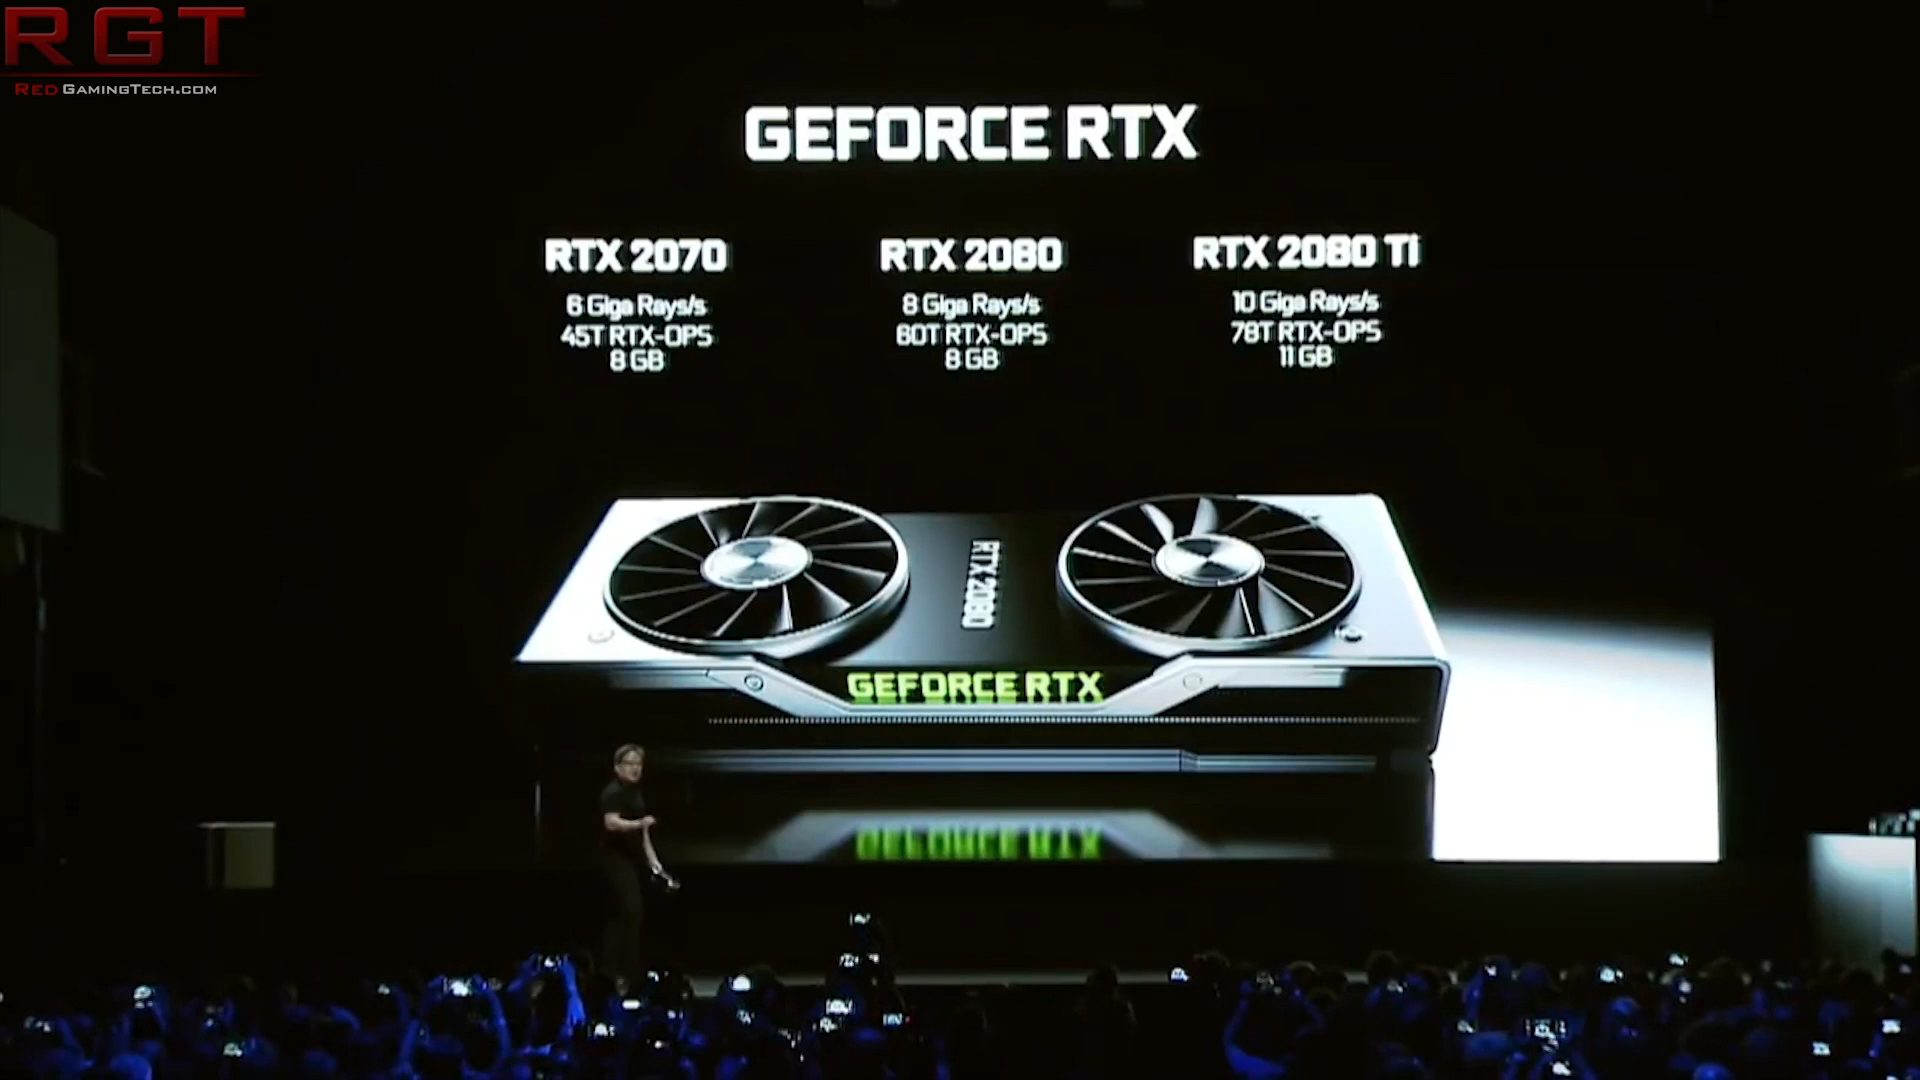 RGT
RedGamingTech.com
GEFORCE RTX
RTX 2070
6 Giga Rays/s
45T RTX-OPS
8 GB
RTX 2080
8 Giga Rays/s
60T RTX-OPS
8 GB
RTX 2080 Ti
10 Giga Rays/s
78T RTX-OPS
11 GB
RTX 2080
GEFORCE RTX
GEFORCE RTX